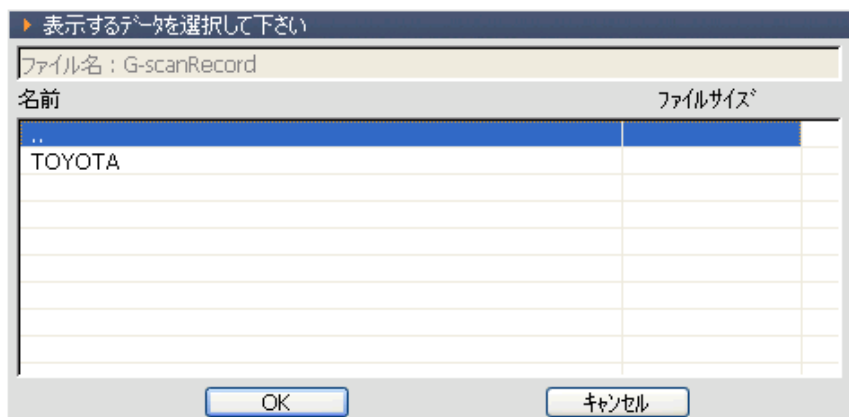 表示するﾃﾞｰﾀを選択して下さい
ファイル名：G-scanRecord
名前 ﾌｧｲﾙｻｲｽﾞ
..
TOYOTA
OK ｷｬﾝｾﾙ